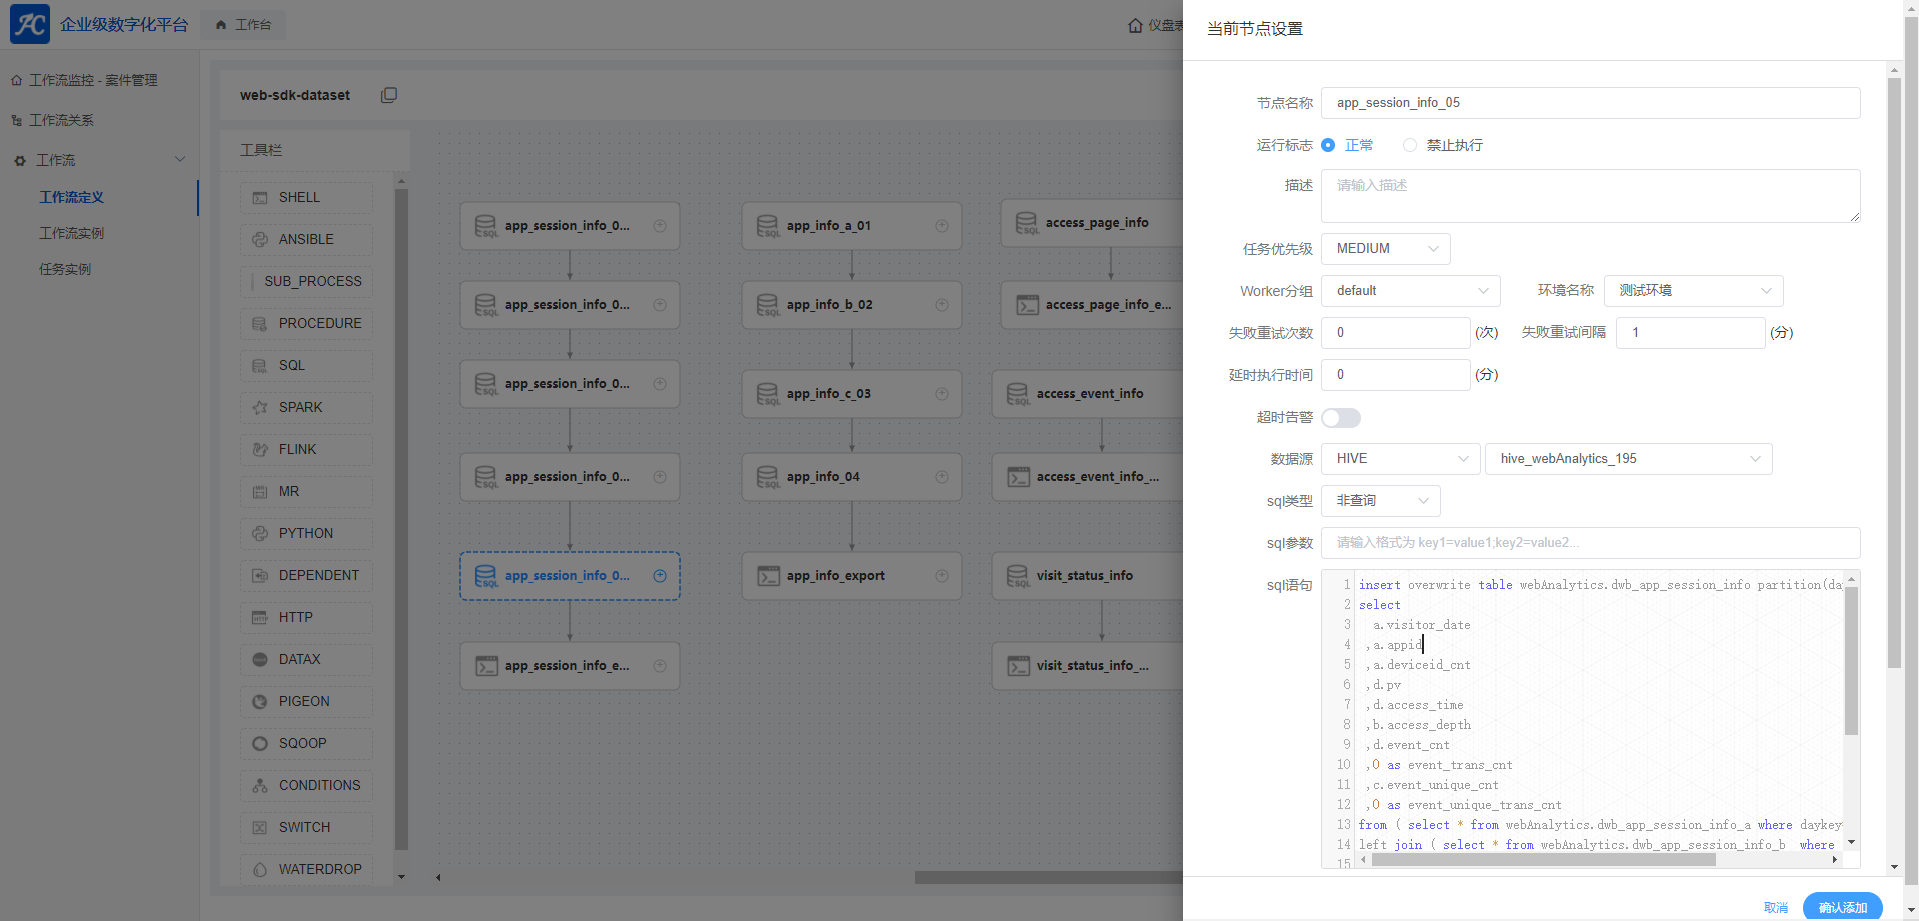 企业级数字化平台
工作台
工作流监控 - 案件管理
工作流关系
工作流
工作流定义
工作流实例
任务实例
web-sdk-dataset
工具栏
SHELL
ANSIBLE
SUB_PROCESS
PROCEDURE
SQL
SPARK
FLINK
MR
PYTHON
DEPENDENT
HTTP
DATAX
PIGEON
SQOOP
CONDITIONS
SWITCH
WATERDROP
app_session_info_0...
app_session_info_0...
app_session_info_0...
app_session_info_0...
app_session_info_0...
app_session_info_e...
app_info_a_01
app_info_b_02
app_info_c_03
app_info_04
app_info_export
access_page_info
access_page_info_e...
access_event_info
access_event_info_...
visit_status_info
visit_status_info_...
当前节点设置
节点名称 app_session_info_05
运行标志 正常 禁止执行
描述 请输入描述
任务优先级 MEDIUM
Worker分组 default 环境名称 测试环境
失败重试次数 0 (次) 失败重试间隔 1 (分)
延时执行时间 0 (分)
超时告警
数据源 HIVE hive_webAnalytics_195
sql类型 非查询
sql参数 请输入格式为 key1=value1;key2=value2...
sql语句
1 insert overwrite table webAnalytics.dwb_app_session_info partition(da
2 select
3 a.visitor_date
4 ,a.appid
5 ,a.deviceid_cnt
6 ,d.pv
7 ,d.access_time
8 ,b.access_depth
9 ,d.event_cnt
10 ,0 as event_trans_cnt
11 ,c.event_unique_cnt
12 ,0 as event_unique_trans_cnt
13 from ( select * from webAnalytics.dwb_app_session_info_a where daykey
14 left join ( select * from webAnalytics.dwb_app_session_info_b where
15
取消 确认添加